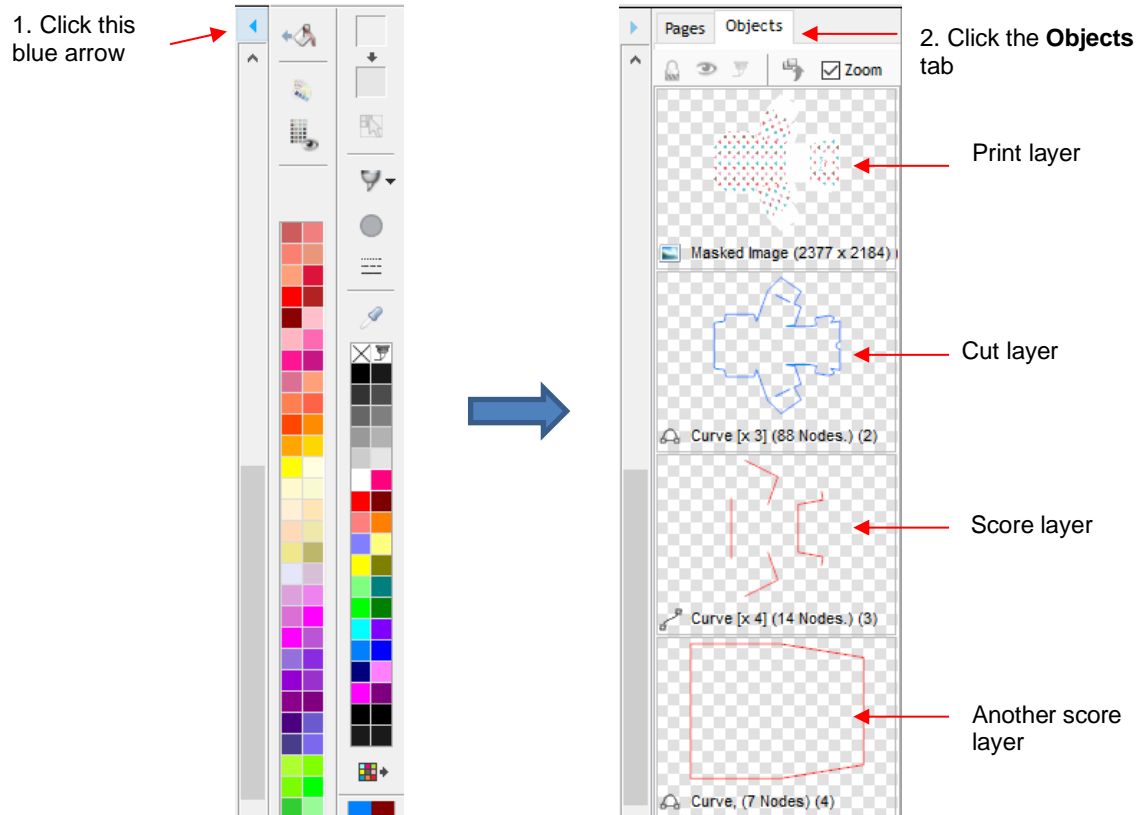 1. Click this
blue arrow
Pages Objects
2. Click the Objects
tab
Zoom
Print layer
Masked Image (2377 x 2184) (
Cut layer
Curve [x 3] (88 Nodes.) (2)
Score layer
Curve [x 4] (14 Nodes.) (3)
Another score
layer
Curve, (7 Nodes) (4)